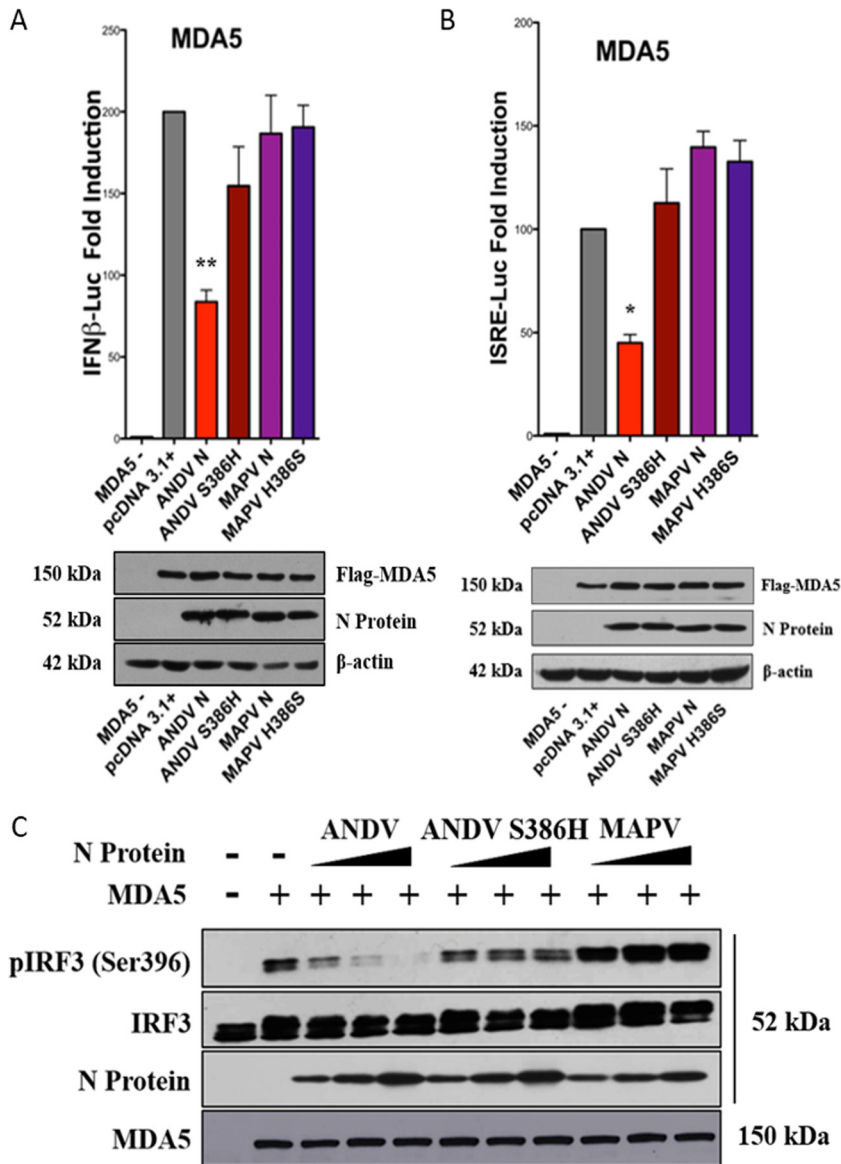 A
MDA5
IFNβ-Luc Fold Induction
200
150
100
50
0
**
MDA5 -
pcDNA 3.1+
ANDV N
ANDV S386H
MAPV N
MAPV H386S
150 kDa
Flag-MDA5
52 kDa
N Protein
42 kDa
β-actin
MDA5 -
pcDNA 3.1+
ANDV N
ANDV S386H
MAPV N
MAPV H386S
B
MDA5
ISRE-Luc Fold Induction
200
150
100
50
0
*
MDA5 -
pcDNA 3.1+
ANDV N
ANDV S386H
MAPV N
MAPV H386S
150 kDa
Flag-MDA5
52 kDa
N Protein
42 kDa
β-actin
MDA5 -
pcDNA 3.1+
ANDV N
ANDV S386H
MAPV N
MAPV H386S
C
ANDV ANDV S386H MAPV
N Protein - -
MDA5 - + + + + + + + + + +
pIRF3 (Ser396)
IRF3
52 kDa
N Protein
MDA5
150 kDa